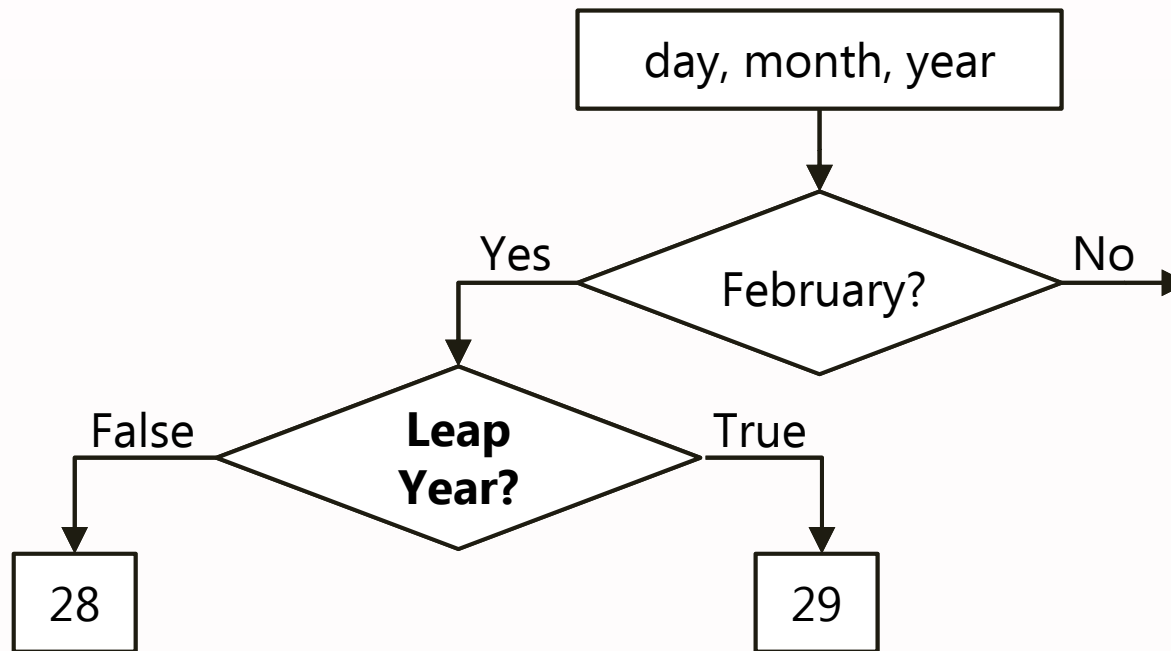 day, month, year
Yes
No
February?
False
True
Leap
Year?
28
29